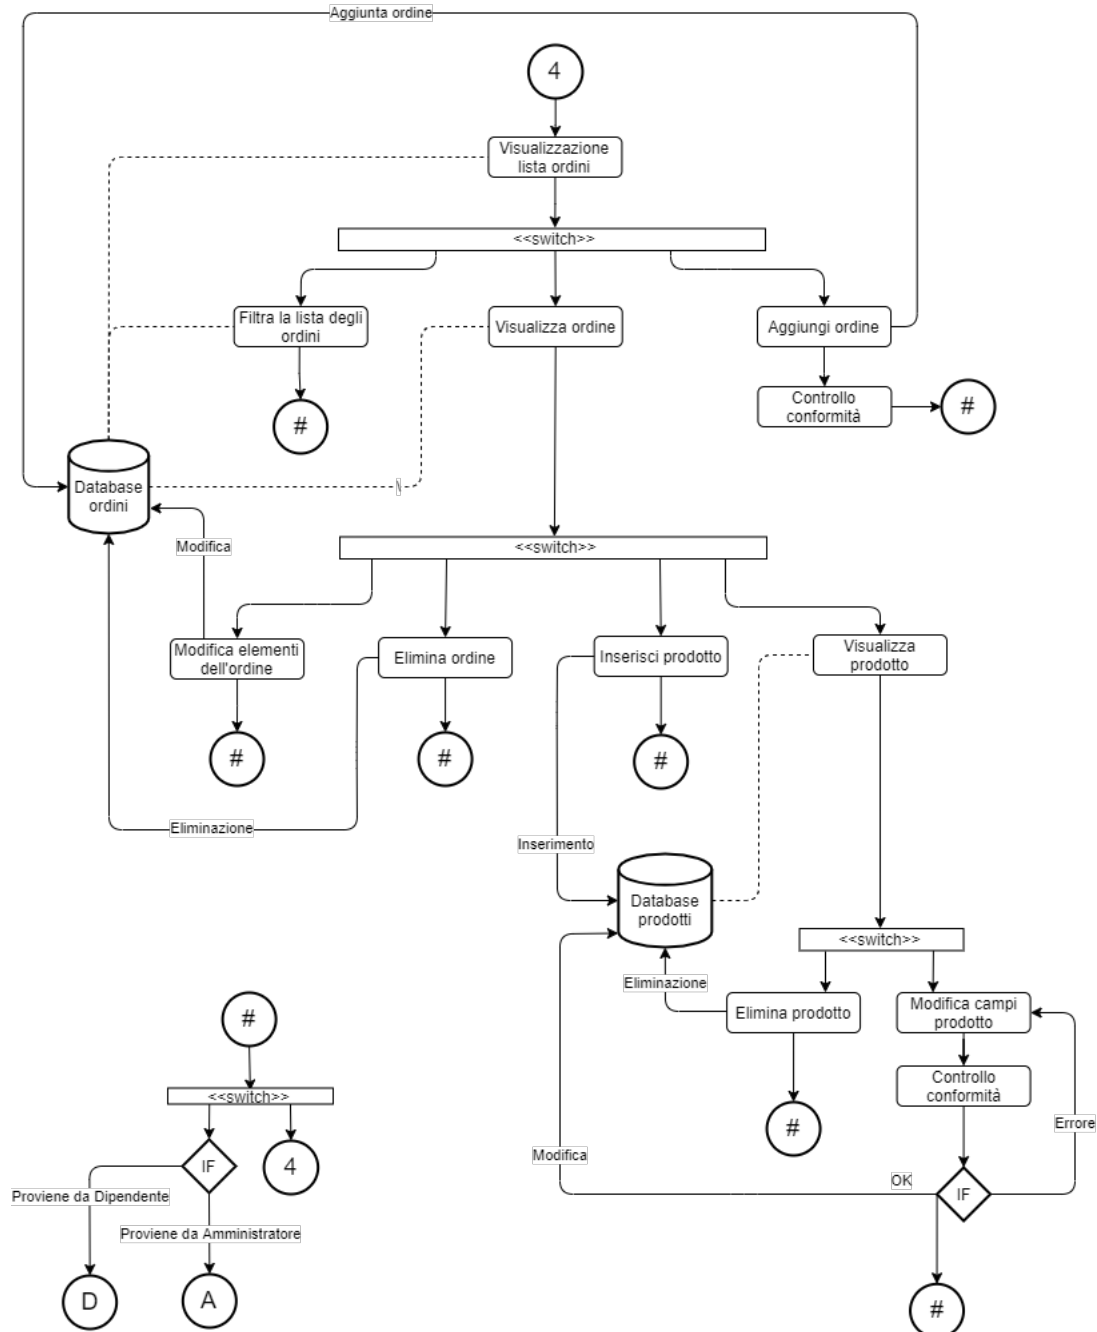 Aggiunta ordine
4
Visualizzazione
lista ordini
<<switch>>
Filtra la lista degli
ordini
Visualizza ordine
Aggiungi ordine
Controllo
conformità
#
#
Database
ordini
Modifica
<<switch>>
Modifica elementi
dell'ordine
Elimina ordine
Inserisci prodotto
Visualizza
prodotto
#
#
#
Eliminazione
Inserimento
Database
prodotti
<<switch>>
Eliminazione
Elimina prodotto
Modifica campi
prodotto
#
Controllo
conformità
<<switch>>
#
Errore
IF
4
Modifica
OK
IF
Proviene da Dipendente
Proviene da Amministratore
D
A
#